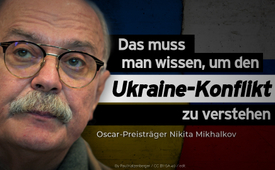 Das muss
man wissen, um den
Ukraine-Konflikt
zu verstehen
Oscar-Preisträger Nikita Mikhalkov